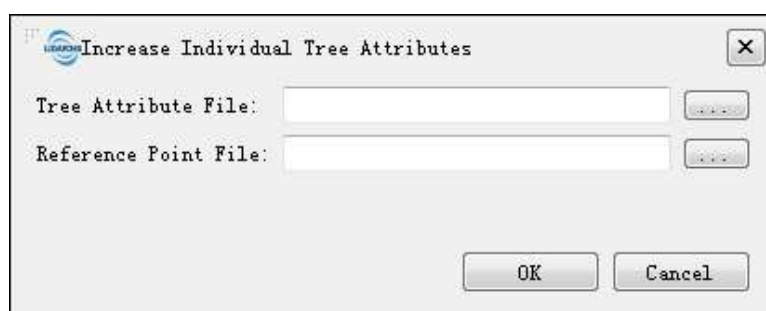 Increase Individual Tree Attributes
Tree Attribute File:
...
Reference Point File:
...
OK
Cancel